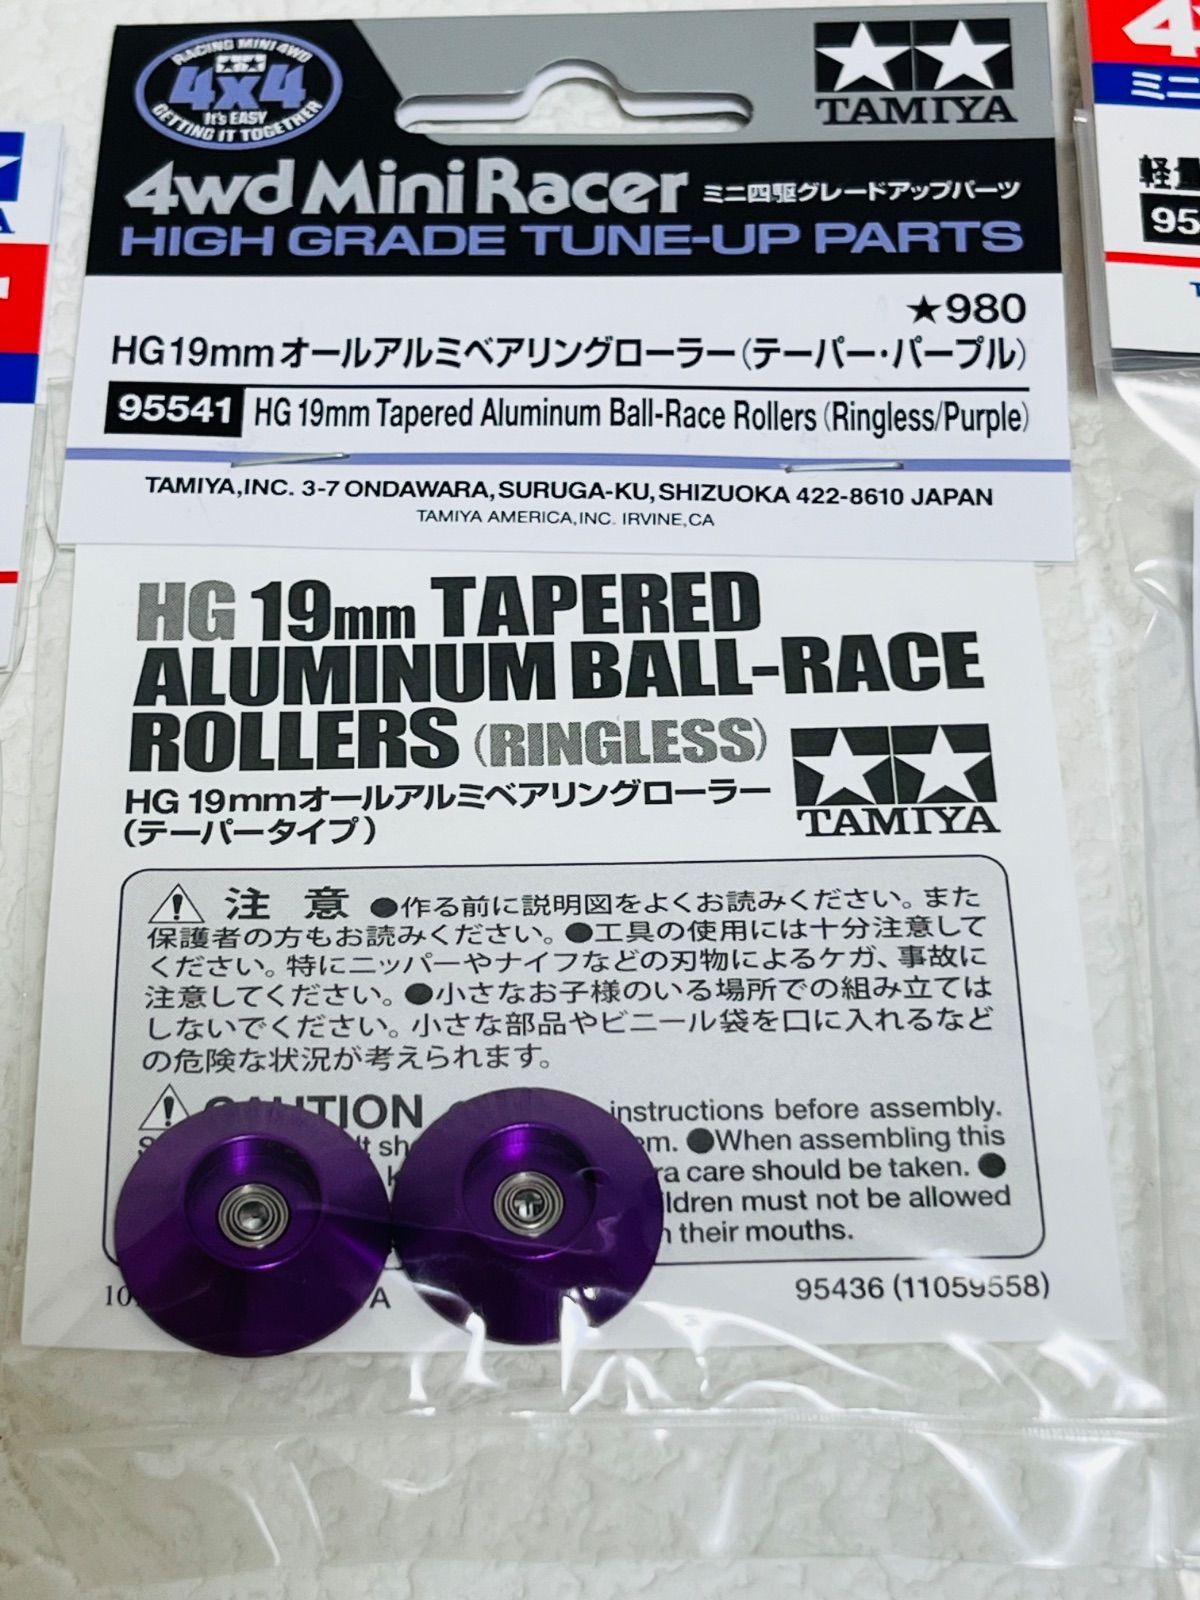 RACING MINI 4WD
4x4
It's EASY
GETTING IT TOGETHER
TAMIYA
4wd Mini Racer ミニ四駆グレードアップパーツ
HIGH GRADE TUNE-UP PARTS
★980
HG19mmオールアルミベアリングローラー(テーパー・パープル)
95541 HG 19mm Tapered Aluminum Ball-Race Rollers (Ringless/Purple)
TAMIYA,INC. 3-7 ONDAWARA, SURUGA-KU, SHIZUOKA 422-8610 JAPAN
TAMIYA AMERICA, INC. IRVINE, CA
HG 19mm TAPERED
ALUMINUM BALL-RACE
ROLLERS (RINGLESS)
HG 19mmオールアルミベアリングローラー
(テーパータイプ)
TAMIYA
注意 ●作る前に説明図をよくお読みください。また
保護者の方もお読みください。●工具の使用には十分注意して
ください。特にニッパーやナイフなどの刃物によるケガ、事故に
注意してください。●小さなお子様のいる場所での組み立ては
しないでください。小さな部品やビニール袋を口に入れるなど
の危険な状況が考えられます。
CAUTION instructions before assembly.
●When assembling this
care should be taken. ●
must not be allowed
their mouths.
95436 (11059558)
軽
95
ミニ